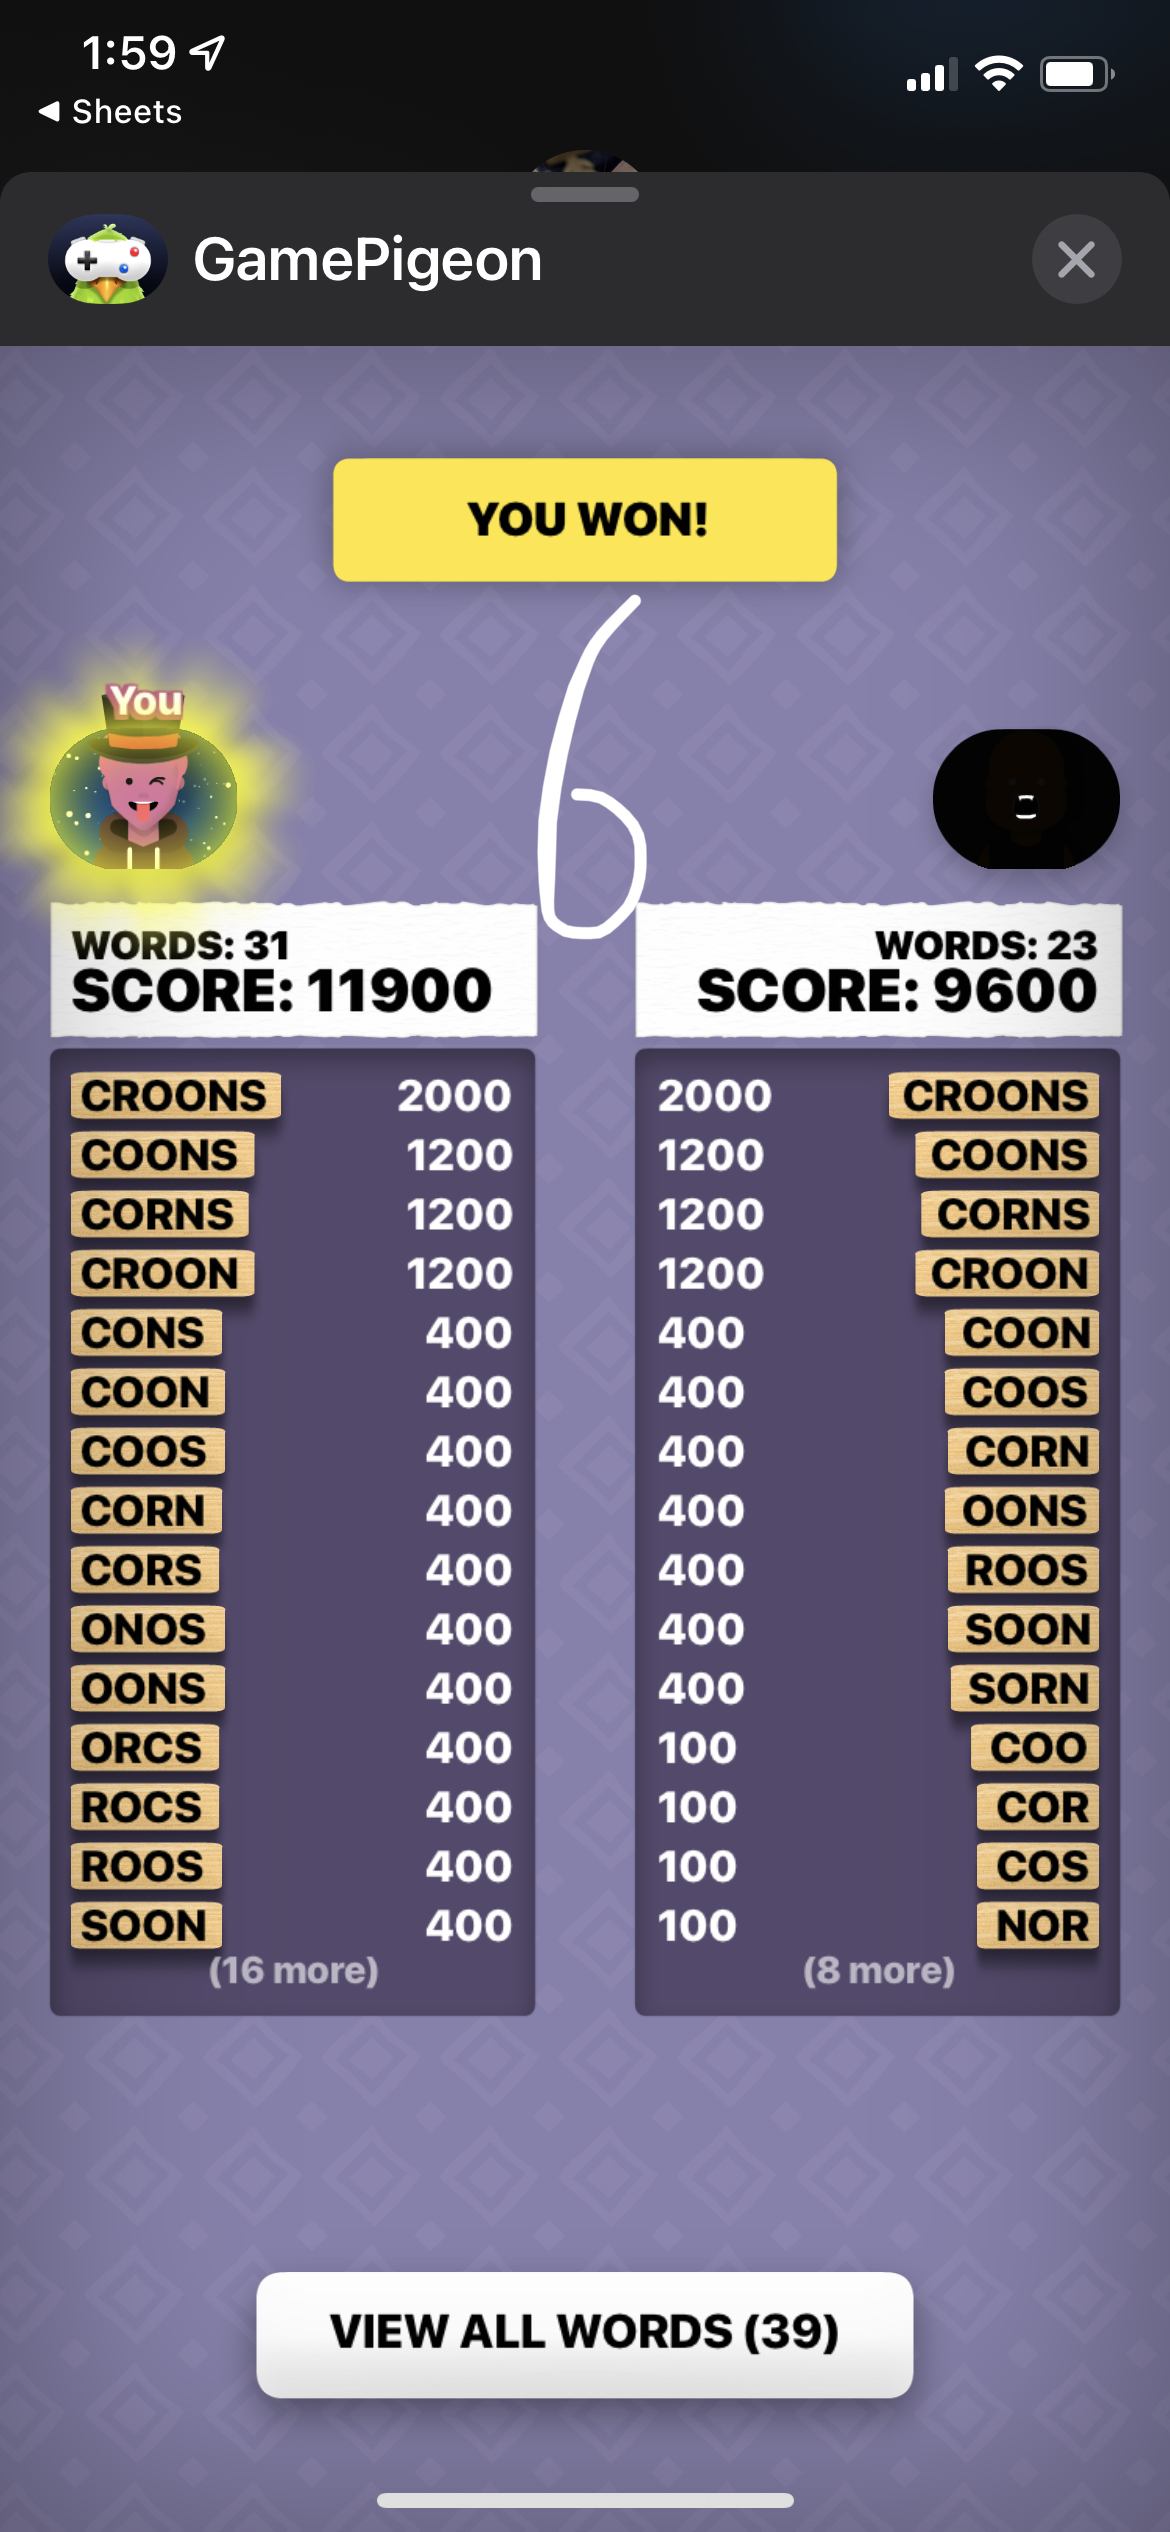 1:59
◀ Sheets
GamePigeon
YOU WON!
6
You
WORDS: 31
SCORE: 11900
WORDS: 23
SCORE: 9600
CROONS 2000
COONS 1200
CORNS 1200
CROON 1200
CONS 400
COON 400
COOS 400
CORN 400
CORS 400
ONOS 400
OONS 400
ORCS 400
ROCS 400
ROOS 400
SOON 400
(16 more)
2000 CROONS
1200 COONS
1200 CORNS
1200 CROON
400 COON
400 COOS
400 CORN
400 OONS
400 ROOS
400 SOON
400 SORN
100 COO
100 COR
100 COS
100 NOR
(8 more)
VIEW ALL WORDS (39)